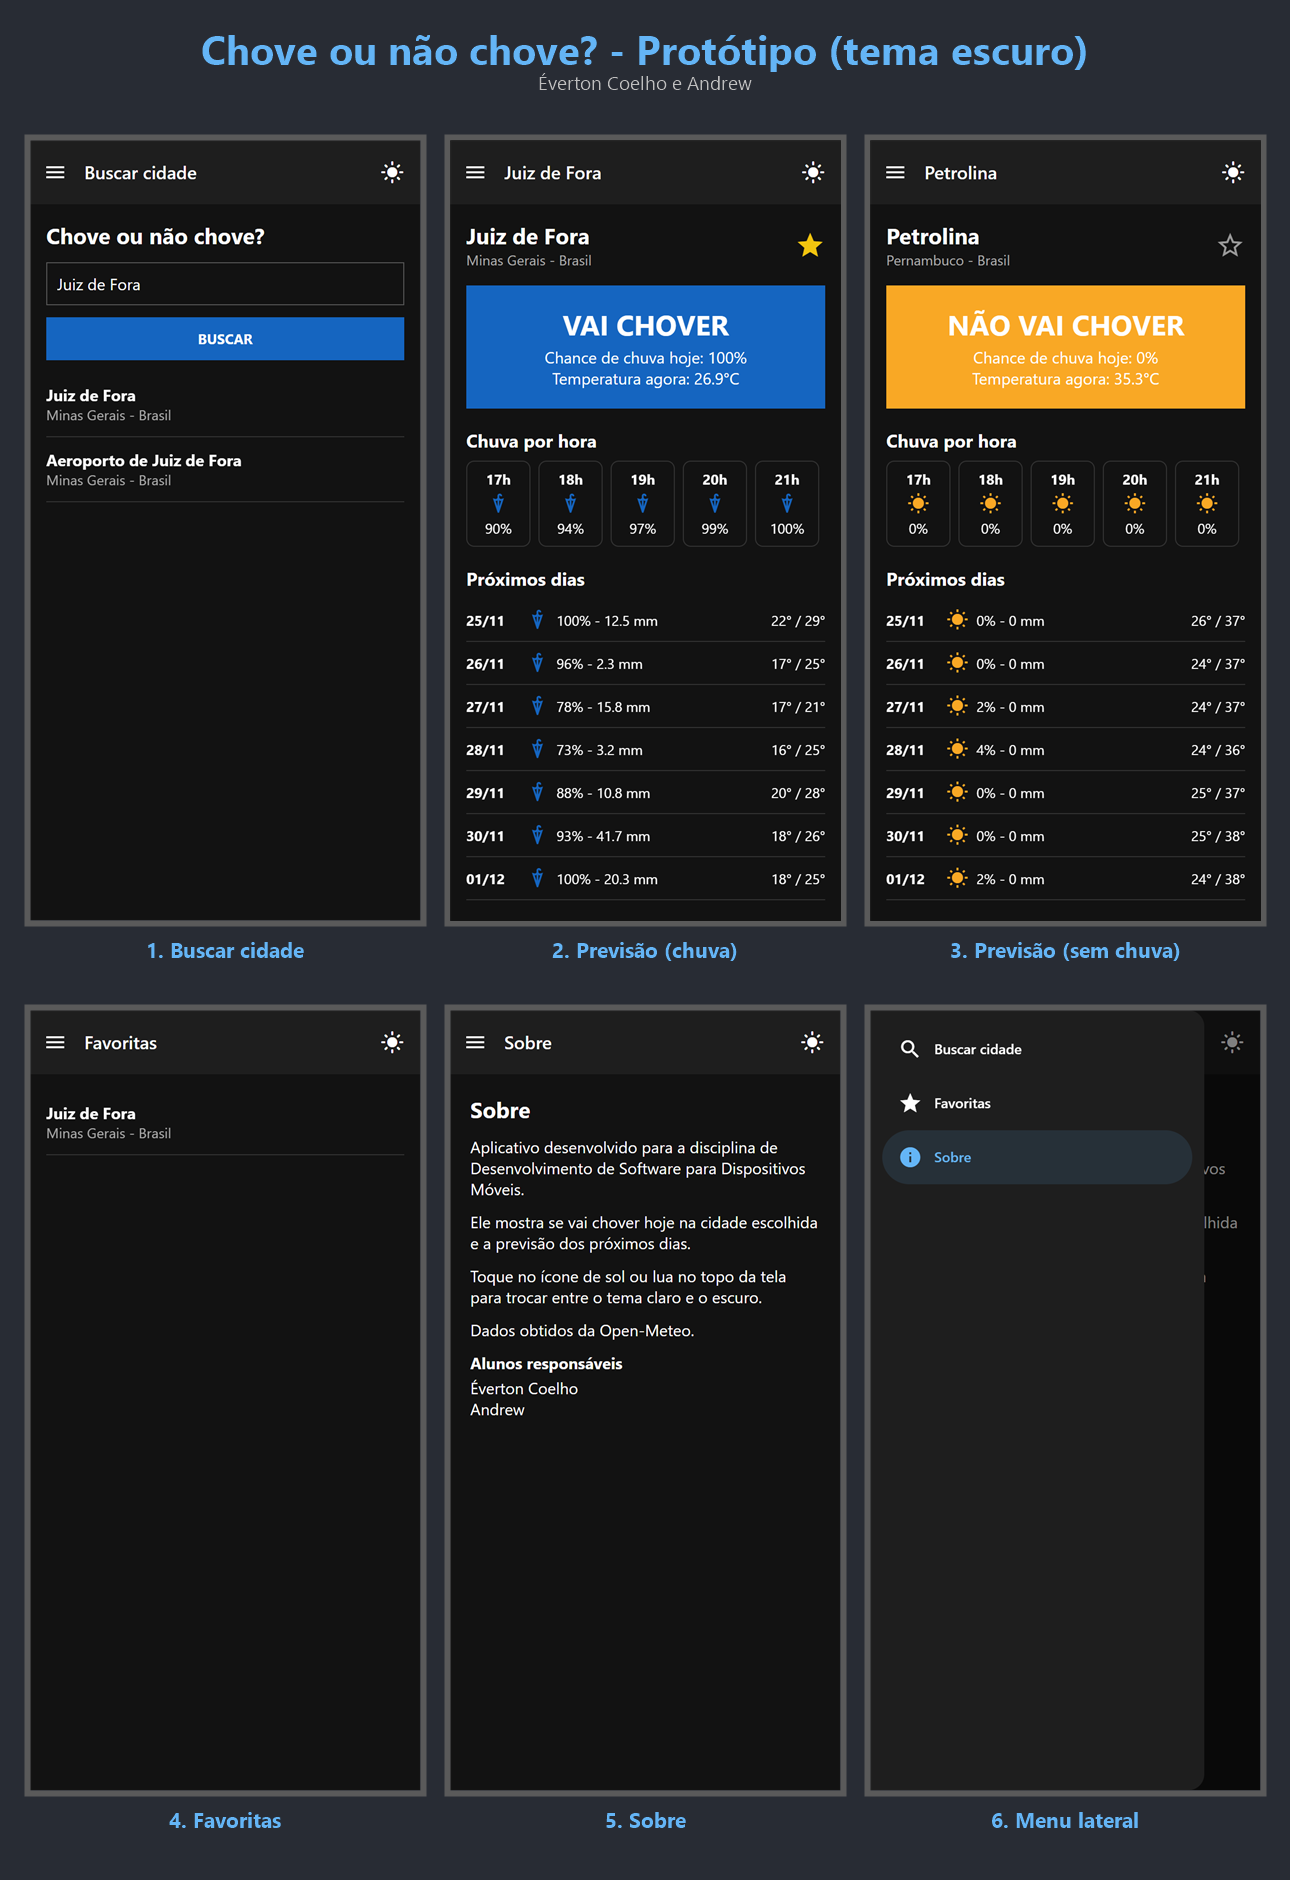 Chove ou não chove? - Protótipo (tema escuro)
Éverton Coelho e Andrew
Buscar cidade
Chove ou não chove?
Juiz de Fora
BUSCAR
Juiz de Fora
Minas Gerais - Brasil
Aeroporto de Juiz de Fora
Minas Gerais - Brasil
1. Buscar cidade
Juiz de Fora
Juiz de Fora
Minas Gerais - Brasil
VAI CHOVER
Chance de chuva hoje: 100%
Temperatura agora: 26.9°C
Chuva por hora
17h 18h 19h 20h 21h
90% 94% 97% 99% 100%
Próximos dias
25/11 100% - 12.5 mm 22° / 29°
26/11 96% - 2.3 mm 17° / 25°
27/11 78% - 15.8 mm 17° / 21°
28/11 73% - 3.2 mm 16° / 25°
29/11 88% - 10.8 mm 20° / 28°
30/11 93% - 41.7 mm 18° / 26°
01/12 100% - 20.3 mm 18° / 25°
2. Previsão (chuva)
Petrolina
Petrolina
Pernambuco - Brasil
NÃO VAI CHOVER
Chance de chuva hoje: 0%
Temperatura agora: 35.3°C
Chuva por hora
17h 18h 19h 20h 21h
0% 0% 0% 0% 0%
Próximos dias
25/11 0% - 0 mm 26° / 37°
26/11 0% - 0 mm 24° / 37°
27/11 2% - 0 mm 24° / 37°
28/11 4% - 0 mm 24° / 36°
29/11 0% - 0 mm 25° / 37°
30/11 0% - 0 mm 25° / 38°
01/12 2% - 0 mm 24° / 38°
3. Previsão (sem chuva)
Favoritas
Juiz de Fora
Minas Gerais - Brasil
4. Favoritas
Sobre
Sobre
Aplicativo desenvolvido para a disciplina de
Desenvolvimento de Software para Dispositivos
Móveis.
Ele mostra se vai chover hoje na cidade escolhida
e a previsão dos próximos dias.
Toque no ícone de sol ou lua no topo da tela
para trocar entre o tema claro e o escuro.
Dados obtidos da Open-Meteo.
Alunos responsáveis
Éverton Coelho
Andrew
5. Sobre
Buscar cidade
Favoritas
Sobre
vos
lhida
6. Menu lateral